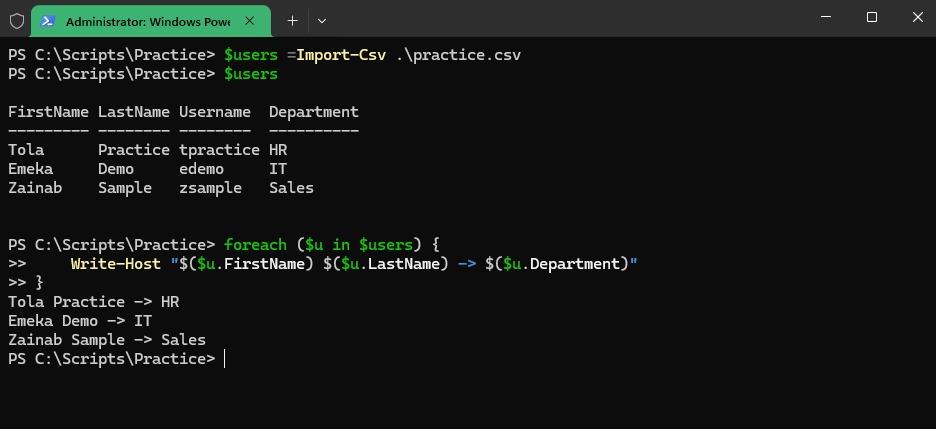 Administrator: Windows Powe
PS C:\Scripts\Practice> $users =Import-Csv .\practice.csv
PS C:\Scripts\Practice> $users
FirstName LastName Username  Department
--------- -------- --------  ----------
Tola      Practice tpractice HR
Emeka     Demo     edemo     IT
Zainab    Sample   zsample   Sales
PS C:\Scripts\Practice> foreach ($u in $users) {
>>     Write-Host "$($u.FirstName) $($u.LastName) -> $($u.Department)"
>> }
Tola Practice -> HR
Emeka Demo -> IT
Zainab Sample -> Sales
PS C:\Scripts\Practice>